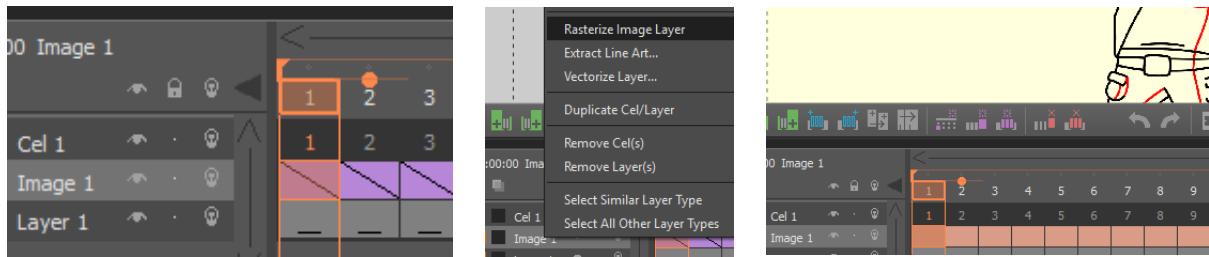 00 Image 1
1 2 3
Cel 1 1 2 3
Image 1
Layer 1
Rasterize Image Layer
Extract Line Art...
Vectorize Layer...
Duplicate Cel/Layer
Remove Cel(s)
Remove Layer(s)
Select Similar Layer Type
Select All Other Layer Types
:00:00 Ima
Cel 1
Image 1
00 Image 1
1 2 3 4 5 6 7 8 9
Cel 1 1 2 3 4 5 6 7 8 9
Image 1